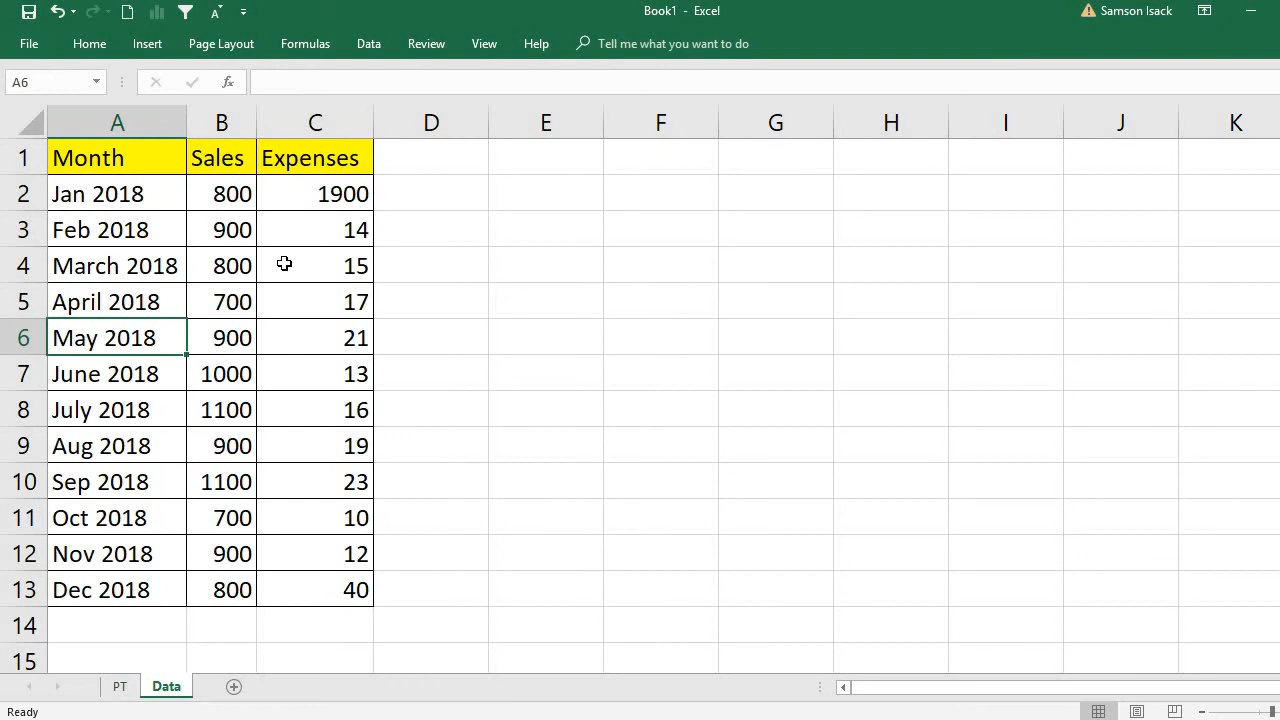 Book1 - Excel
Samson Isack
File Home Insert Page Layout Formulas Data Review View Help Tell me what you want to do
A6 fx
A B C D E F G H I J K
1 Month Sales Expenses
2 Jan 2018 800 1900
3 Feb 2018 900 14
4 March 2018 800 15
5 April 2018 700 17
6 May 2018 900 21
7 June 2018 1000 13
8 July 2018 1100 16
9 Aug 2018 900 19
10 Sep 2018 1100 23
11 Oct 2018 700 10
12 Nov 2018 900 12
13 Dec 2018 800 40
14
15
PT Data
Ready